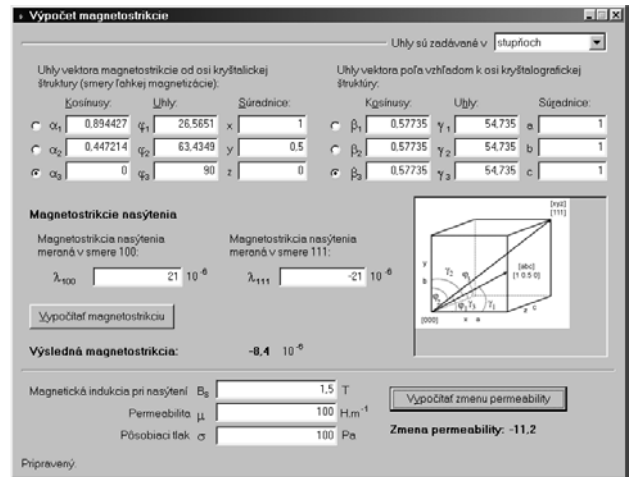 Výpočet magnetostrikcie
Uhly sú zadávané v stupňoch
Uhly vektora magnetostrikcie od osi kryštalickej
štruktúry (smery ľahkej magnetizácie):
Kosínusy: Uhly: Súradnice:
α1 0,894427 φ1 26,5651 x 1
α2 0,447214 φ2 63,4349 y 0,5
α3 0 φ3 90 z 0
Uhly vektora poľa vzhľadom k osi kryštalografickej
štruktúry:
Kosínusy: Uhly: Súradnice:
β1 0,57735 γ1 54,735 a 1
β2 0,57735 γ2 54,735 b 1
β3 0,57735 γ3 54,735 c 1
Magnetostrikcie nasýtenia
Magnetostrikcia nasýtenia
meraná v smere 100:
λ100 21 10-6
Magnetostrikcia nasýtenia
meraná v smere 111:
λ111 -21 10-6
Vypočítať magnetostrikciu
Výsledná magnetostrikcia: -8,4 10-6
[xyz]
[111]
y
b
γ2
[abc]
[1 0.5 0]
φ3 γ3 γ1
[000] x a z c
Magnetická indukcia pri nasýtení Bs 1,5 T
Permeabilita μ 100 H.m-1
Pôsobiaci tlak σ 100 Pa
Vypočítať zmenu permeability
Zmena permeability: -11,2
Pripravený.